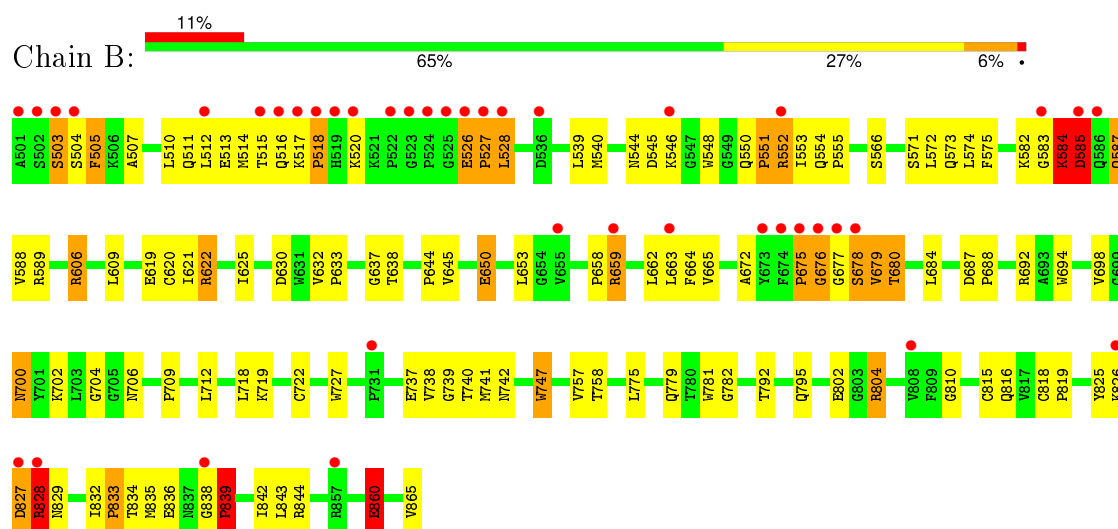 11%
Chain B:
65% 27% 6% •
A501 S502 S503 S504 F505 K506 A507 L510 Q511 L512 E513 M514 T515 Q516 K517 P518 H519 K520 K521 P522 G523 P524 G525 E526 P527 L528 D536 L539 M540 N544 D545 K546 G547 W548 G549 Q550 P551 R552 I553 Q554 P555 S566 S571 L572 Q573 L574 F575 K582 G583 K584 D585 Q586
V588 R589 R606 L609 E619 C620 I621 R622 I625 D630 W631 V632 P633 G637 T638 P644 V645 E650 L653 G654 V655 P658 R659 L662 L663 F664 V665 A672 Y673 F674 P675 G676 G677 S678 V679 T680 L684 D687 P688 R692 A693 W694 V698
N700 Y701 K702 L703 G704 G705 N706 P709 L712 L718 K719 C722 W727 P731 E737 V738 G739 T740 M741 N742 W747 V757 T758 L775 Q779 T780 W781 G782 T792 Q795 E802 G803 R804 V808 F809 G810 C815 Q816 V817 C818 P819 Y825 K826
D827 R828 N829 I832 P833 T834 M835 E836 N837 G838 P839 I842 L843 R844 R857 E860 V865